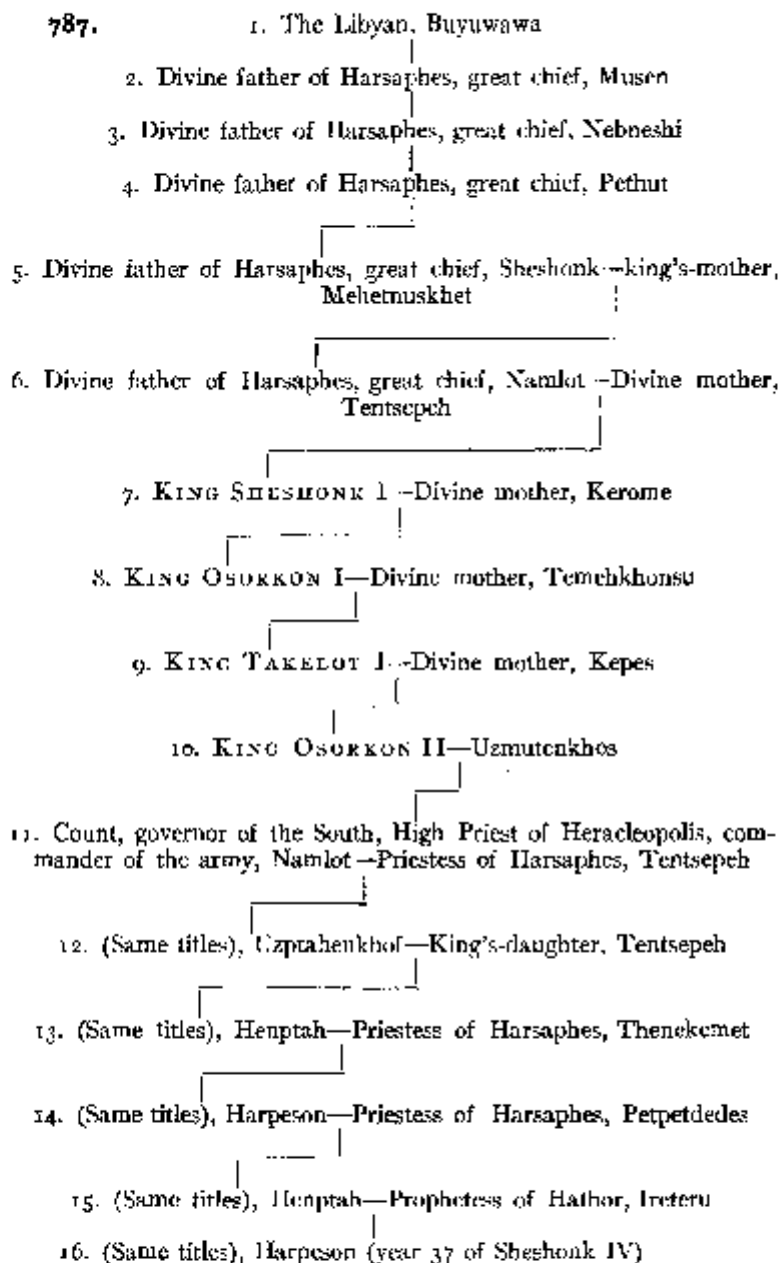 787. 1. The Libyan, Buyuwawa
2. Divine father of Harsaphes, great chief, Musen
3. Divine father of Harsaphes, great chief, Nebneshi
4. Divine father of Harsaphes, great chief, Pethut
5. Divine father of Harsaphes, great chief, Sheshonk—king's-mother,
Mehetnuskhet
6. Divine father of Harsaphes, great chief, Namlot—Divine mother,
Tentsepeh
7. KING SHESHONK I—Divine mother, Kerome
8. KING OSORKON I—Divine mother, Temehkhonsu
9. KING TAKELOT I—Divine mother, Kepes
10. KING OSORKON II—Uzmutenkhos
11. Count, governor of the South, High Priest of Heracleopolis, com-
mander of the army, Namlot—Priestess of Harsaphes, Tentsepeh
12. (Same titles), Uzptahenkhof—King's-daughter, Tentsepeh
13. (Same titles), Henptah—Priestess of Harsaphes, Thenekemet
14. (Same titles), Harpeson—Priestess of Harsaphes, Petpetdedes
15. (Same titles), Henptah—Prophetess of Hathor, Ireteru
16. (Same titles), Harpeson (year 37 of Sheshonk IV)